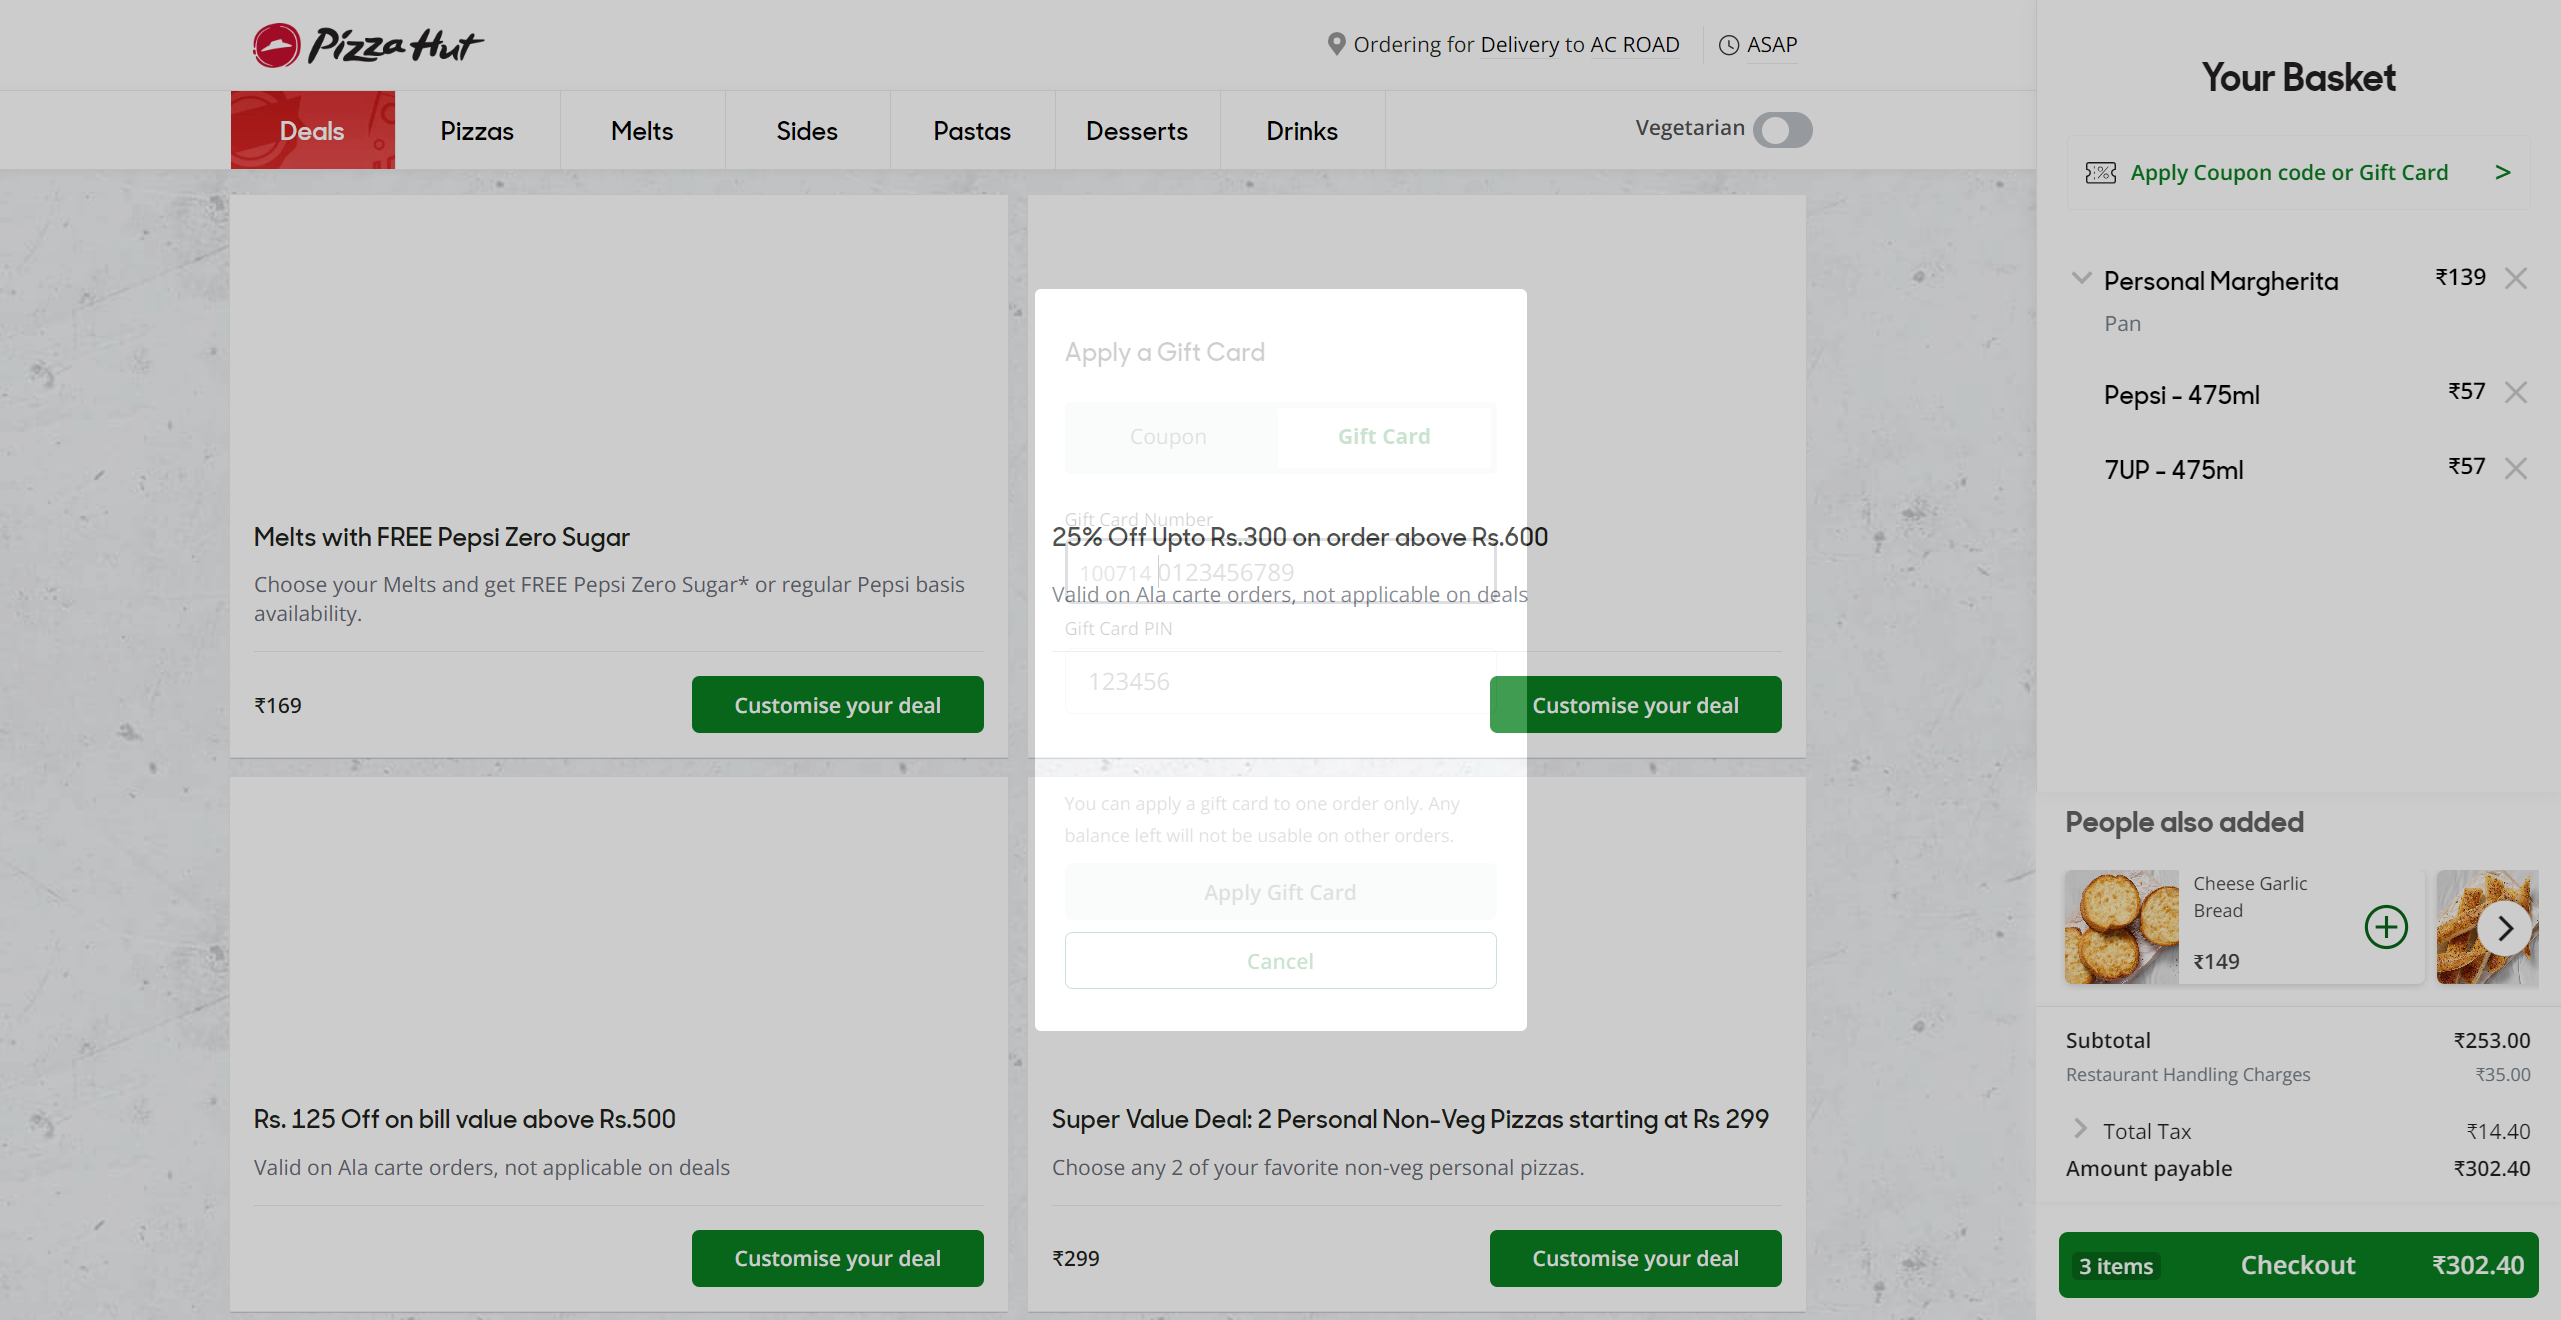 Pizza Hut
Ordering for Delivery to AC ROAD
ASAP
Deals
Pizzas
Melts
Sides
Pastas
Desserts
Drinks
Vegetarian
Melts with FREE Pepsi Zero Sugar
Choose your Melts and get FREE Pepsi Zero Sugar* or regular Pepsi basis
availability.
₹169
Customise your deal
25% Off Upto Rs.300 on order above Rs.600
Valid on Ala carte orders, not applicable on deals
Customise your deal
Rs. 125 Off on bill value above Rs.500
Valid on Ala carte orders, not applicable on deals
Customise your deal
Super Value Deal: 2 Personal Non-Veg Pizzas starting at Rs 299
Choose any 2 of your favorite non-veg personal pizzas.
₹299
Customise your deal
Apply a Gift Card
Coupon
Gift Card
Gift Card Number
100714 0123456789
Gift Card PIN
123456
You can apply a gift card to one order only. Any
balance left will not be usable on other orders.
Apply Gift Card
Cancel
Your Basket
Apply Coupon code or Gift Card >
Personal Margherita ₹139
Pan
Pepsi - 475ml ₹57
7UP - 475ml ₹57
People also added
Cheese Garlic
Bread
₹149
Subtotal ₹253.00
Restaurant Handling Charges ₹35.00
Total Tax ₹14.40
Amount payable ₹302.40
3 items Checkout ₹302.40